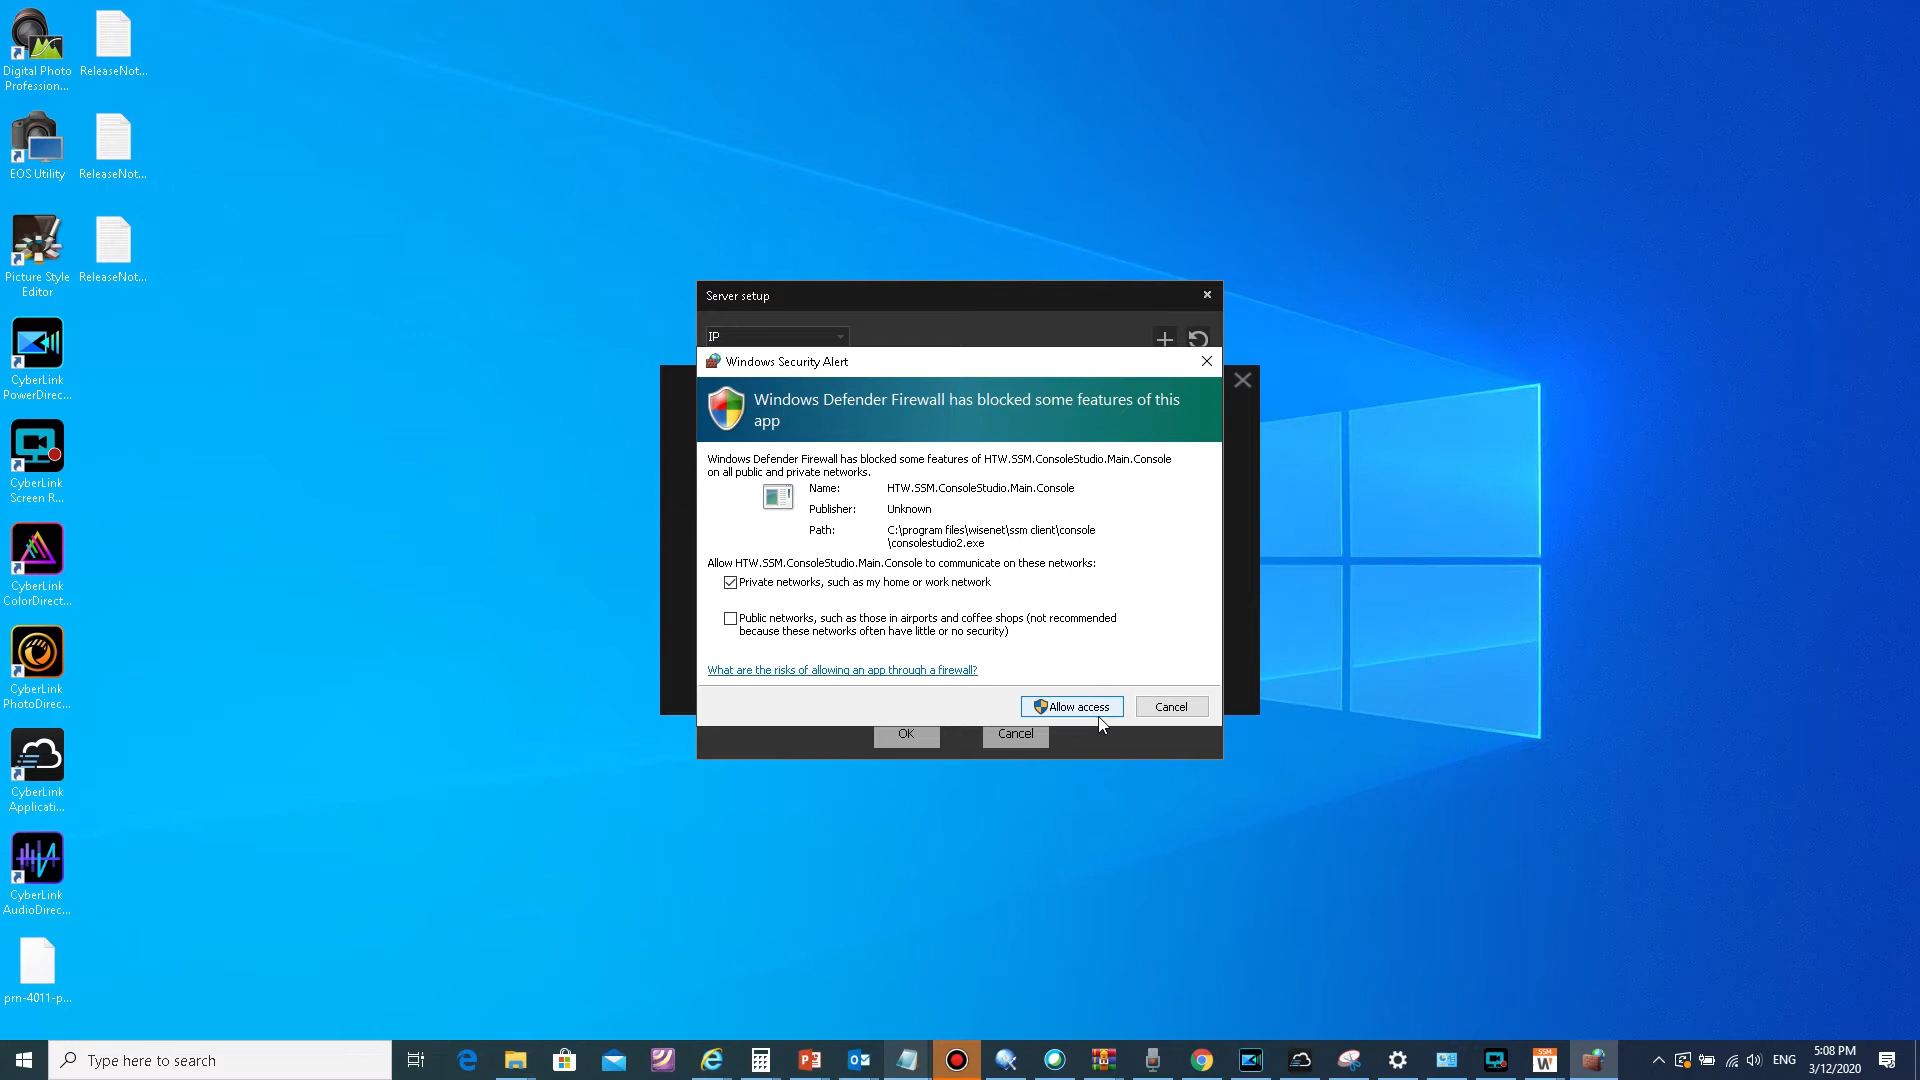 Digital Photo
Profession...
ReleaseNot...
EOS Utility
ReleaseNot...
Picture Style
Editor
ReleaseNot...
CyberLink
PowerDirec...
CyberLink
Screen R...
CyberLink
ColorDirect...
CyberLink
PhotoDirec...
CyberLink
Applicati...
CyberLink
AudioDirec...
prn-4011-p...
Server setup
IP
Windows Security Alert
Windows Defender Firewall has blocked some features of this
app
Windows Defender Firewall has blocked some features of HTW.SSM.ConsoleStudio.Main.Console
on all public and private networks.
Name: HTW.SSM.ConsoleStudio.Main.Console
Publisher: Unknown
Path: C:\program files\wisenet\ssm client\console
\consolestudio2.exe
Allow HTW.SSM.ConsoleStudio.Main.Console to communicate on these networks:
Private networks, such as my home or work network
Public networks, such as those in airports and coffee shops (not recommended
because these networks often have little or no security)
What are the risks of allowing an app through a firewall?
Allow access
Cancel
OK
Cancel
Type here to search
SSM
W
ENG
5:08 PM
3/12/2020